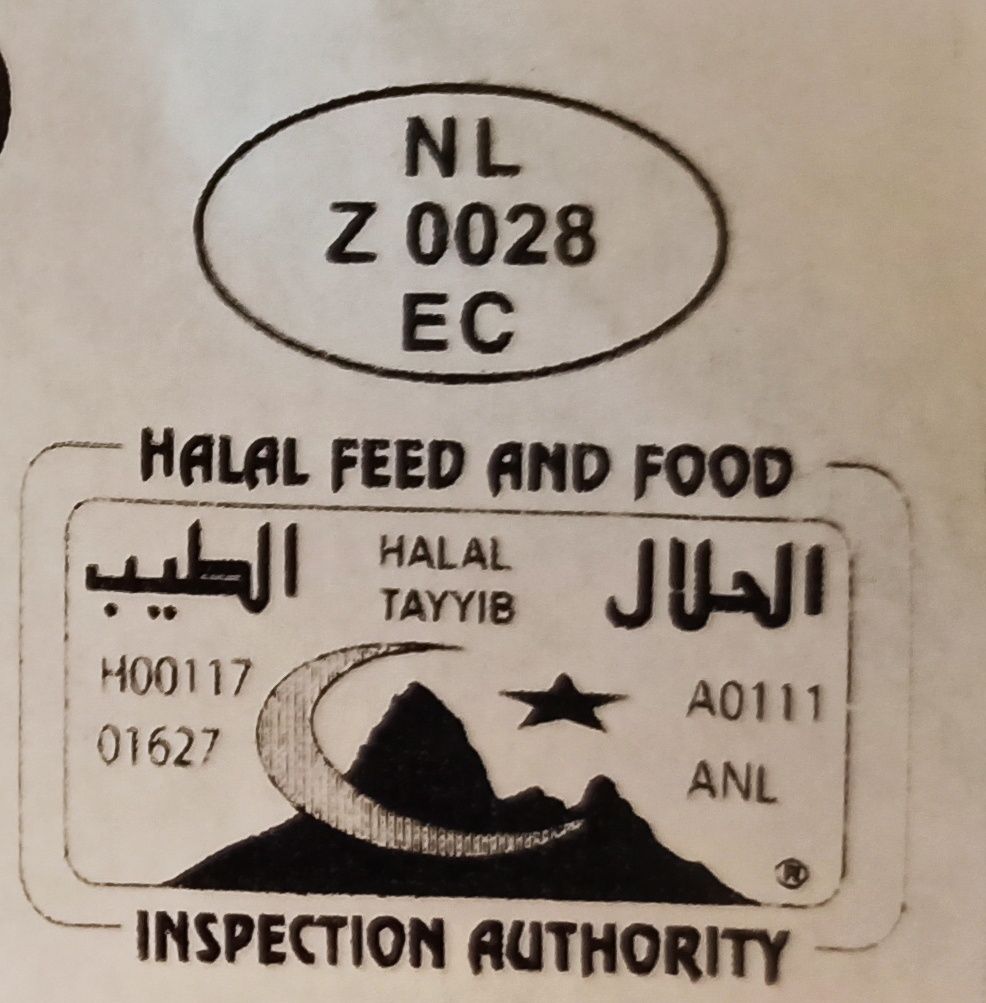 NL
Z 0028
EC
HALAL FEED AND FOOD
الطيب HALAL TAYYIB الحلال
H00117 A0111
01627 ANL
®
INSPECTION AUTHORITY